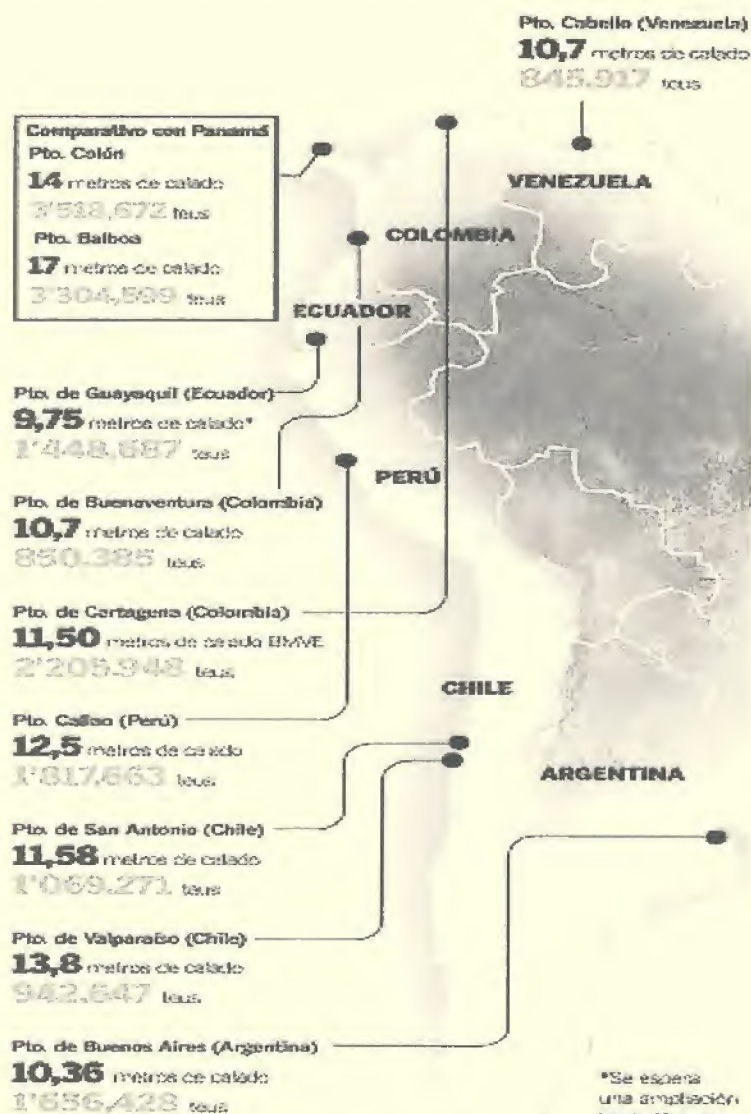 Pto. Cabello (Venezuela)
10,7 metros de calado
845.917 teus
Comparativo con Panamá
Pto. Colón
14 metros de calado
3'518,672 teus
Pto. Balboa
17 metros de calado
3'304,599 teus
VENEZUELA
COLOMBIA
ECUADOR
Pto. de Guayaquil (Ecuador)
9,75 metros de calado*
1'448,687 teus
PERÚ
Pto. de Buenaventura (Colombia)
10,7 metros de calado
850.385 teus
Pto. de Cartagena (Colombia)
11,50 metros de calado BMVE
2'205.948 teus
CHILE
Pto. Callao (Perú)
12,5 metros de calado
1'817,663 teus
ARGENTINA
Pto. de San Antonio (Chile)
11,58 metros de calado
1'069.271 teus
Pto. de Valparaíso (Chile)
13,8 metros de calado
942.647 teus
Pto. de Buenos Aires (Argentina)
10,36 metros de calado
1'656,428 teus
*Se espera
una ampliación